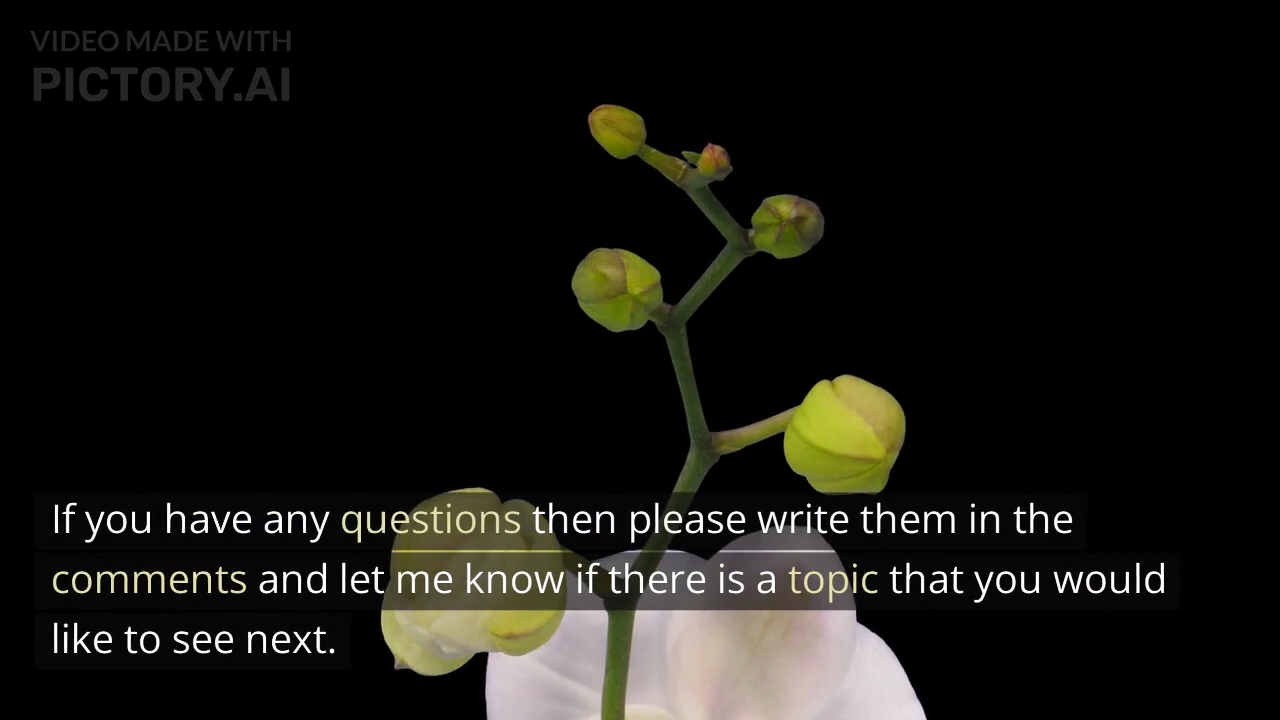 VIDEO MADE WITH
PICTORY.AI
If you have any questions then please write them in the
comments and let me know if there is a topic that you would
like to see next.